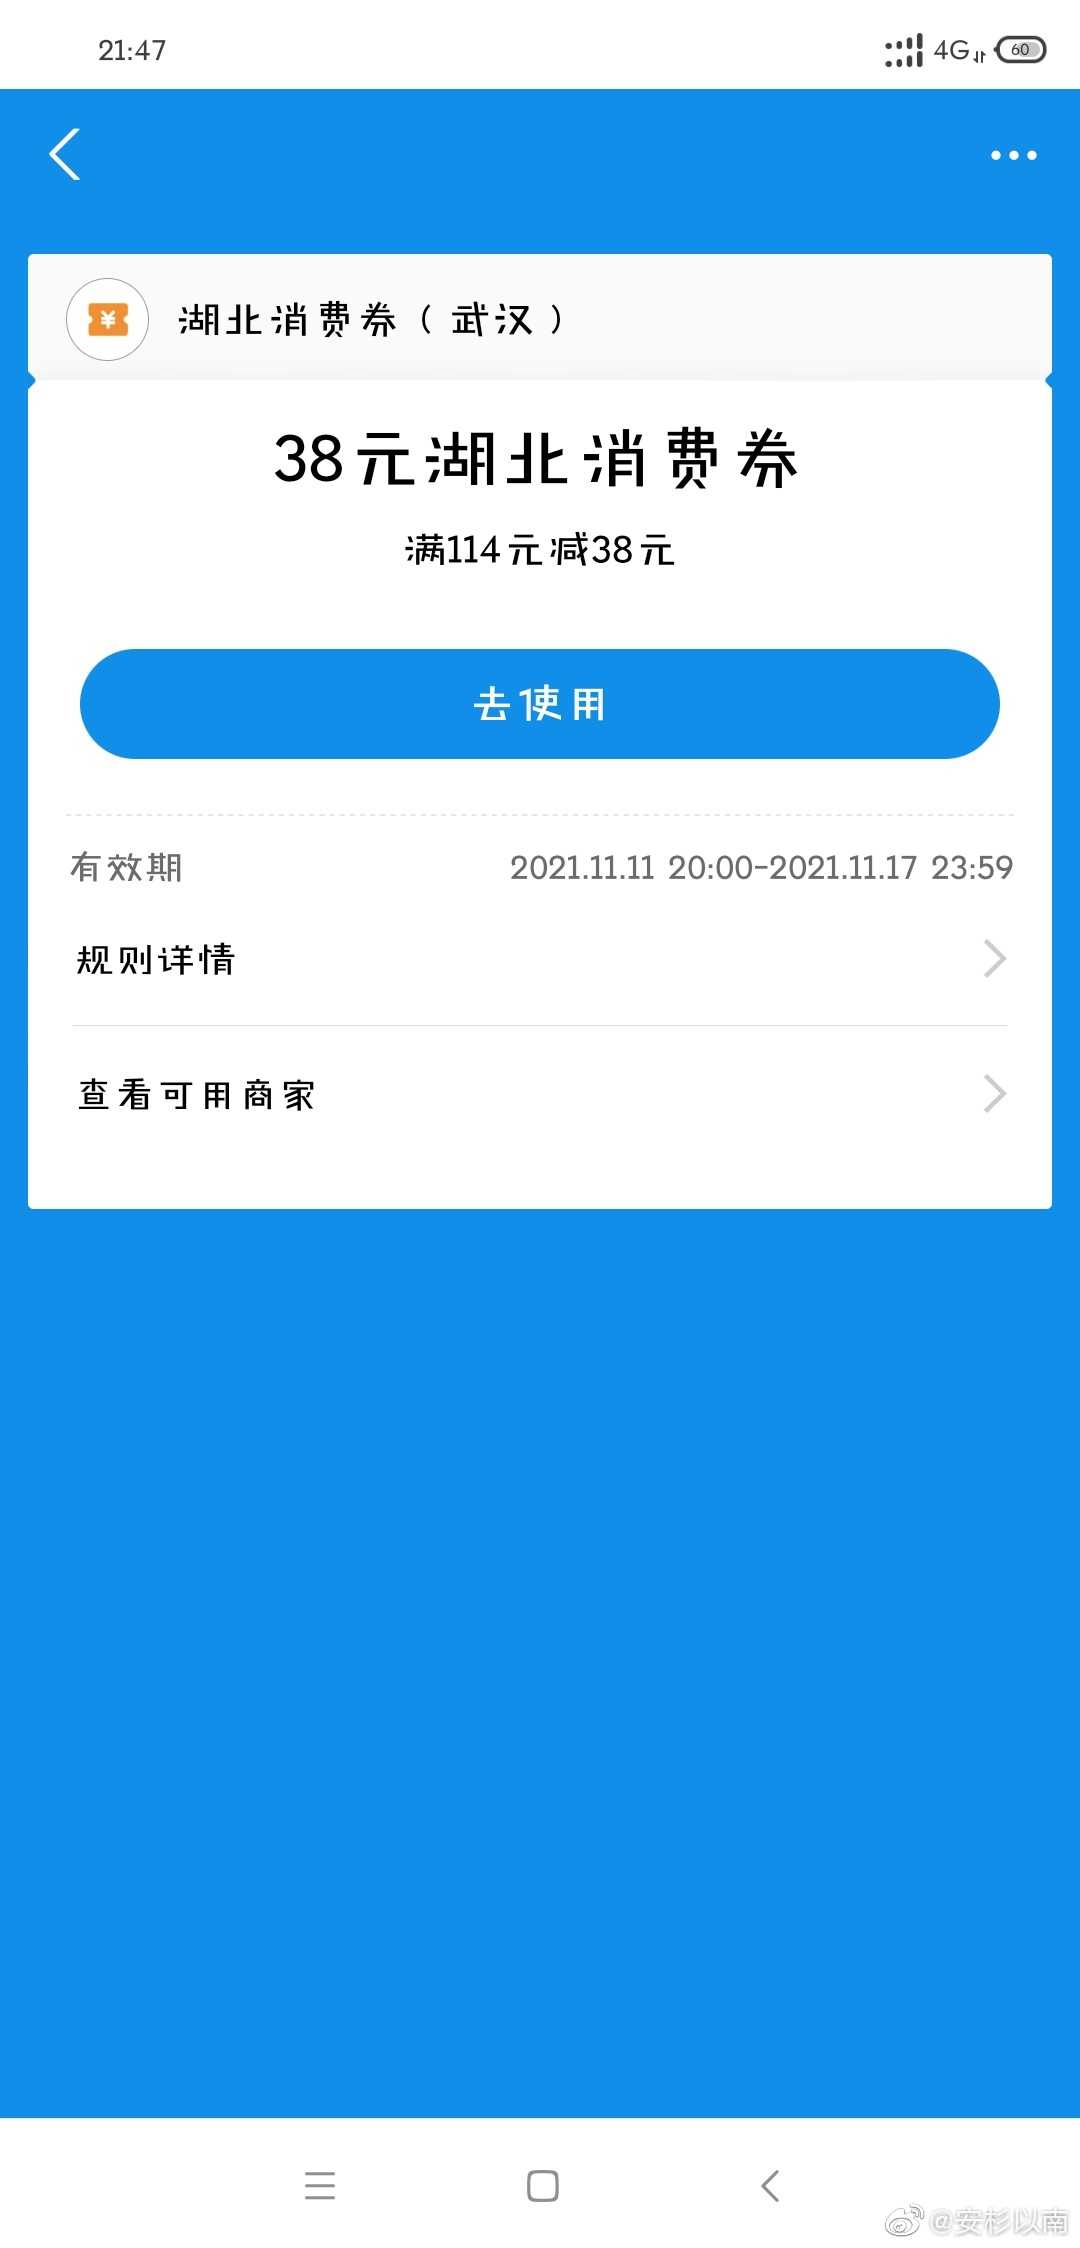 21:47 4G 60
湖北消费券（武汉）
38元湖北消费券
满114元减38元
去使用
有效期 2021.11.11 20:00-2021.11.17 23:59
规则详情
查看可用商家
@安杉以南